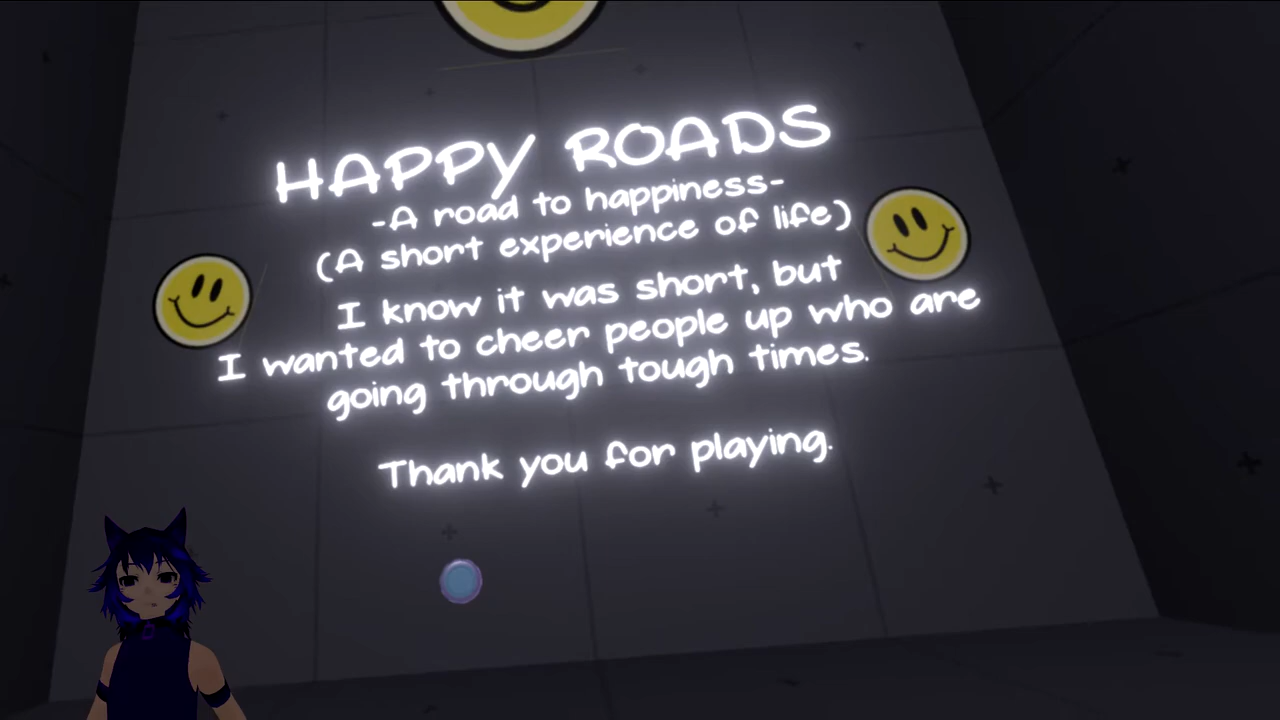 HAPPY ROADS
-A road to happiness-
(A short experience of life)
I know it was short, but
I wanted to cheer people up who are
going through tough times.
Thank you for playing.